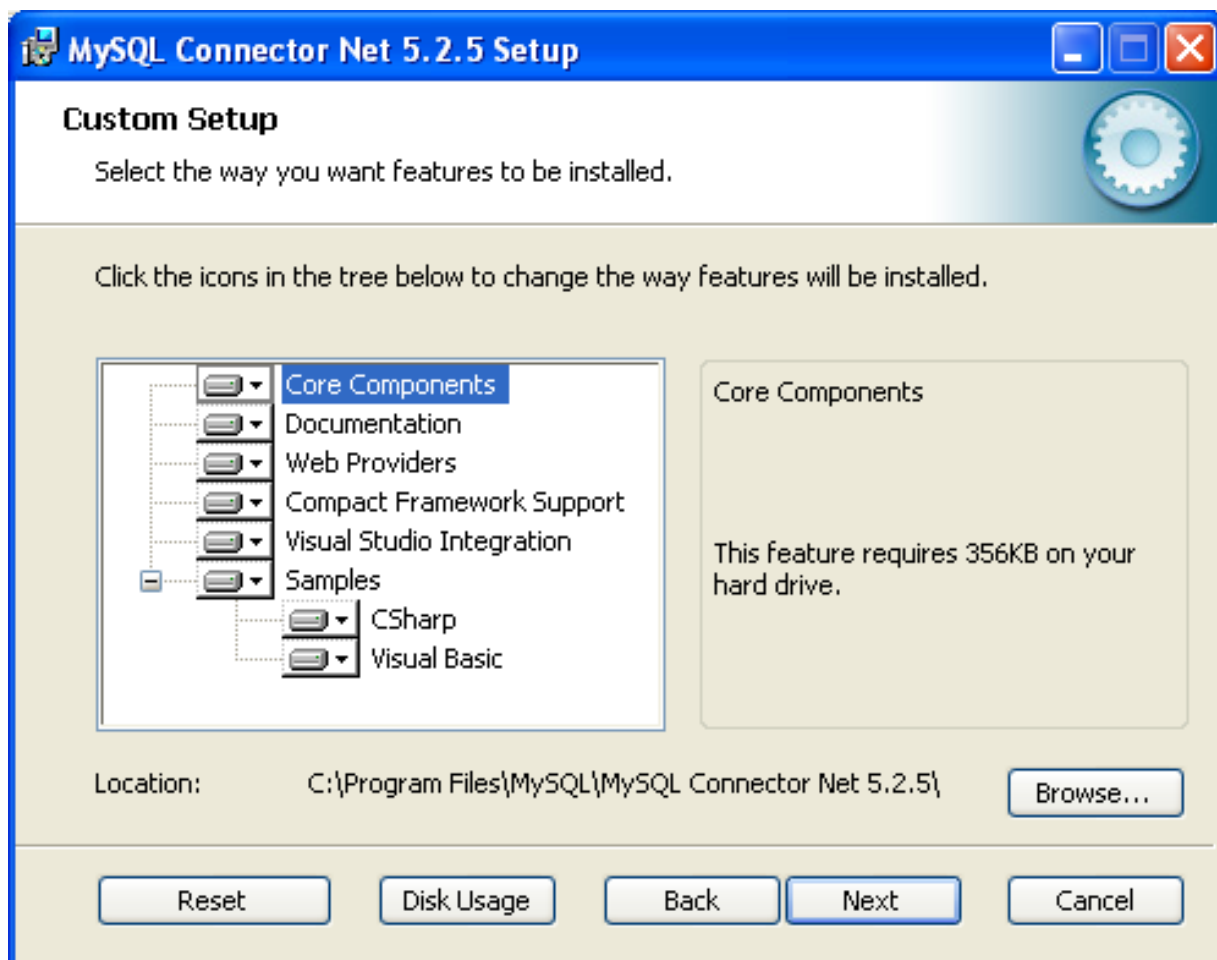 MySQL Connector Net 5.2.5 Setup
Custom Setup
Select the way you want features to be installed.
Click the icons in the tree below to change the way features will be installed.
Core Components
Documentation
Web Providers
Compact Framework Support
Visual Studio Integration
Samples
CSharp
Visual Basic
Core Components
This feature requires 356KB on your
hard drive.
Location: C:\Program Files\MySQL\MySQL Connector Net 5.2.5\
Browse...
Reset Disk Usage Back Next Cancel